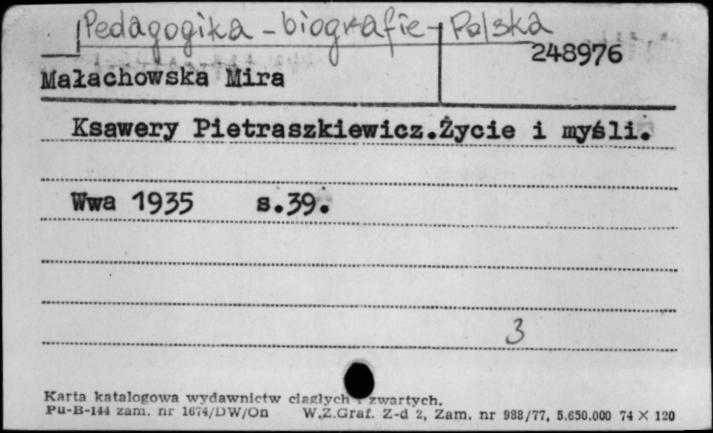 Pedagogika - biografie - Polska
248976
Małachowska Mira
Ksawery Pietraszkiewicz.Życie i myśli.
Wwa 1935 s.39.
3
Karta katalogowa wydawnictw ciągłych i zwartych.
Pu-B-144 zam. nr 1674/DW/On W.Z.Graf. Z-d 2, Zam. nr 988/77, 5.650.000 74 X 120